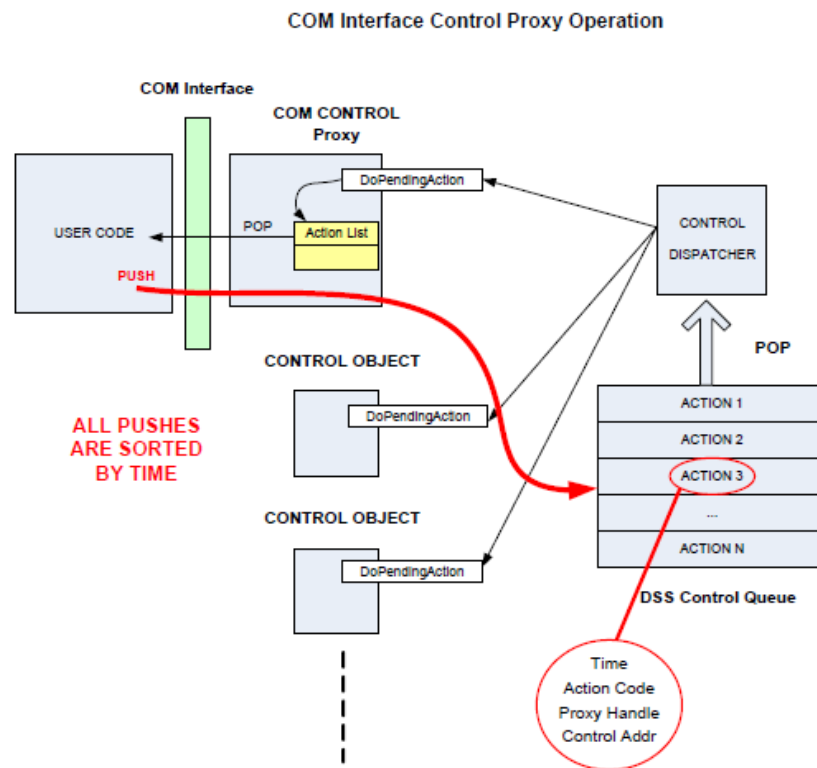 COM Interface Control Proxy Operation
COM Interface
COM CONTROL
Proxy
DoPendingAction
USER CODE
POP
Action List
PUSH
CONTROL
DISPATCHER
POP
CONTROL OBJECT
DoPendingAction
ALL PUSHES
ARE SORTED
BY TIME
ACTION 1
ACTION 2
ACTION 3
...
ACTION N
CONTROL OBJECT
DoPendingAction
DSS Control Queue
Time
Action Code
Proxy Handle
Control Addr